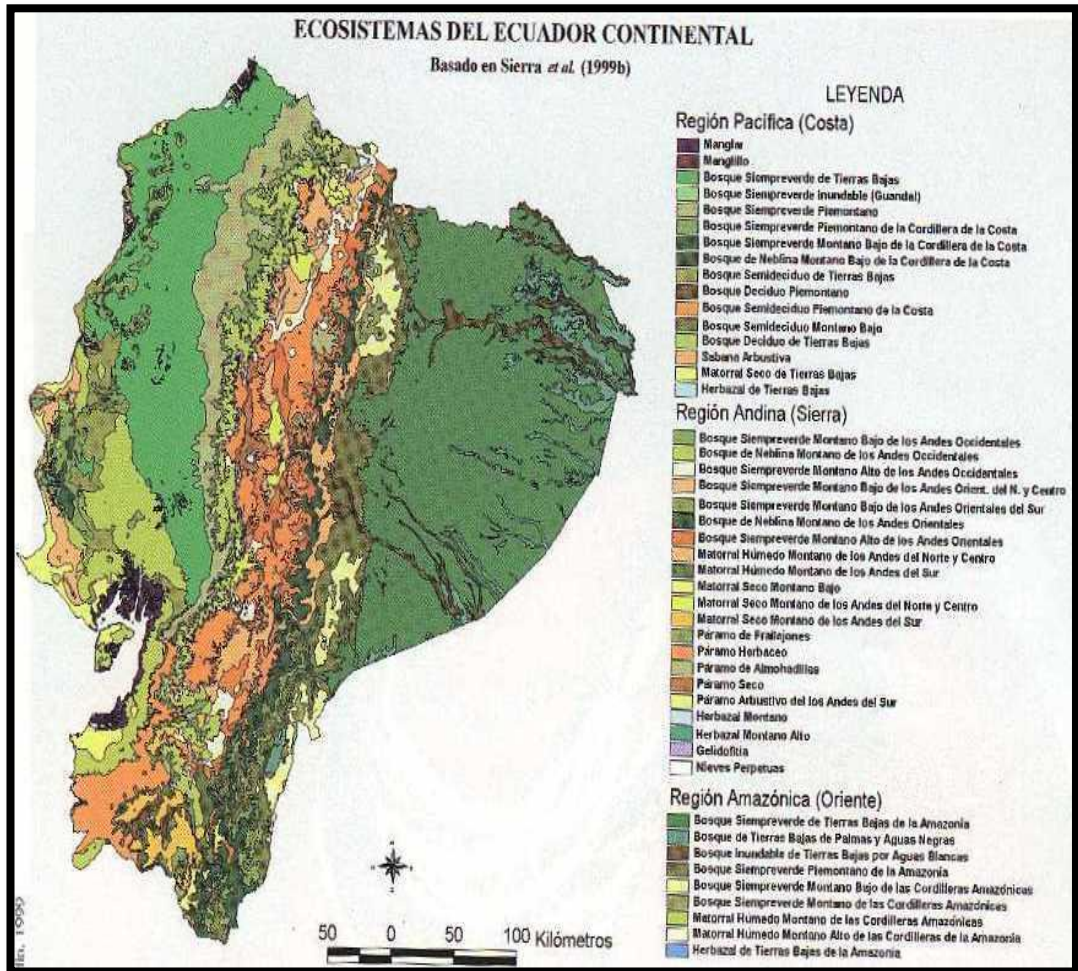 ECOSISTEMAS DEL ECUADOR CONTINENTAL
Basado en Sierra et al. (1999b)
LEYENDA
Región Pacífica (Costa)
Manglar
Manglillo
Bosque Siempreverde de Tierras Bajas
Bosque Siempreverde Inundable (Guandal)
Bosque Siempreverde Piemontano
Bosque Siempreverde Piemontano de la Cordillera de la Costa
Bosque Siempreverde Montano Bajo de la Cordillera de la Costa
Bosque de Neblina Montano Bajo de la Cordillera de la Costa
Bosque Semideciduo de Tierras Bajas
Bosque Deciduo Piemontano
Bosque Semideciduo Piemontano de la Costa
Bosque Semideciduo Montano Bajo
Bosque Deciduo de Tierras Bajas
Sabana Arbustiva
Matorral Seco de Tierras Bajas
Herbazal de Tierras Bajas
Región Andina (Sierra)
Bosque Siempreverde Montano Bajo de los Andes Occidentales
Bosque de Neblina Montano de los Andes Occidentales
Bosque Siempreverde Montano Alto de los Andes Occidentales
Bosque Siempreverde Montano Bajo de los Andes Orient. del N. y Centro
Bosque Siempreverde Montano Bajo de los Andes Orientales del Sur
Bosque de Neblina Montano de los Andes Orientales
Bosque Siempreverde Montano Alto de los Andes Orientales
Matorral Húmedo Montano de los Andes del Norte y Centro
Matorral Húmedo Montano de los Andes del Sur
Matorral Seco Montano Bajo
Matorral Seco Montano de los Andes del Norte y Centro
Matorral Seco Montano de los Andes del Sur
Páramo de Frailejones
Páramo Herbaceo
Páramo de Almohadillas
Páramo Seco
Páramo Arbustivo del los Andes del Sur
Herbazal Montano
Herbazal Montano Alto
Gelidofitia
Nieves Perpetuas
Región Amazónica (Oriente)
Bosque Siempreverde de Tierras Bajas de la Amazonia
Bosque de Tierras Bajas de Palmas y Aguas Negras
Bosque Inundable de Tierras Bajas por Aguas Blancas
Bosque Siempreverde Piemontano de la Amazonia
Bosque Siempreverde Montano Bajo de las Cordilleras Amazónicas
Bosque Siempreverde Montano de las Cordilleras Amazónicas
Matorral Húmedo Montano de las Cordilleras Amazónicas
Matorral Húmedo Montano Alto de las Cordilleras de la Amazonia
Herbazal de Tierras Bajas de la Amazonia
50 0 50 100 Kilómetros
1999